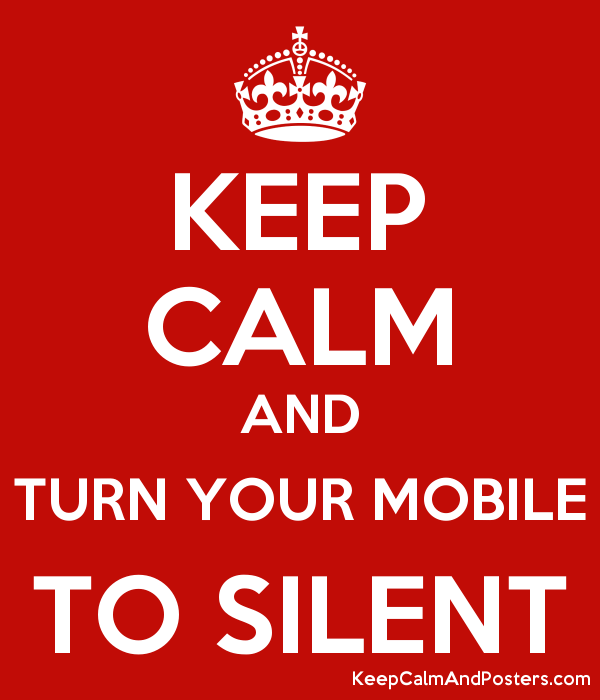 KEEP
CALM
AND
TURN YOUR MOBILE
TO SILENT
KeepCalmAndPosters.com